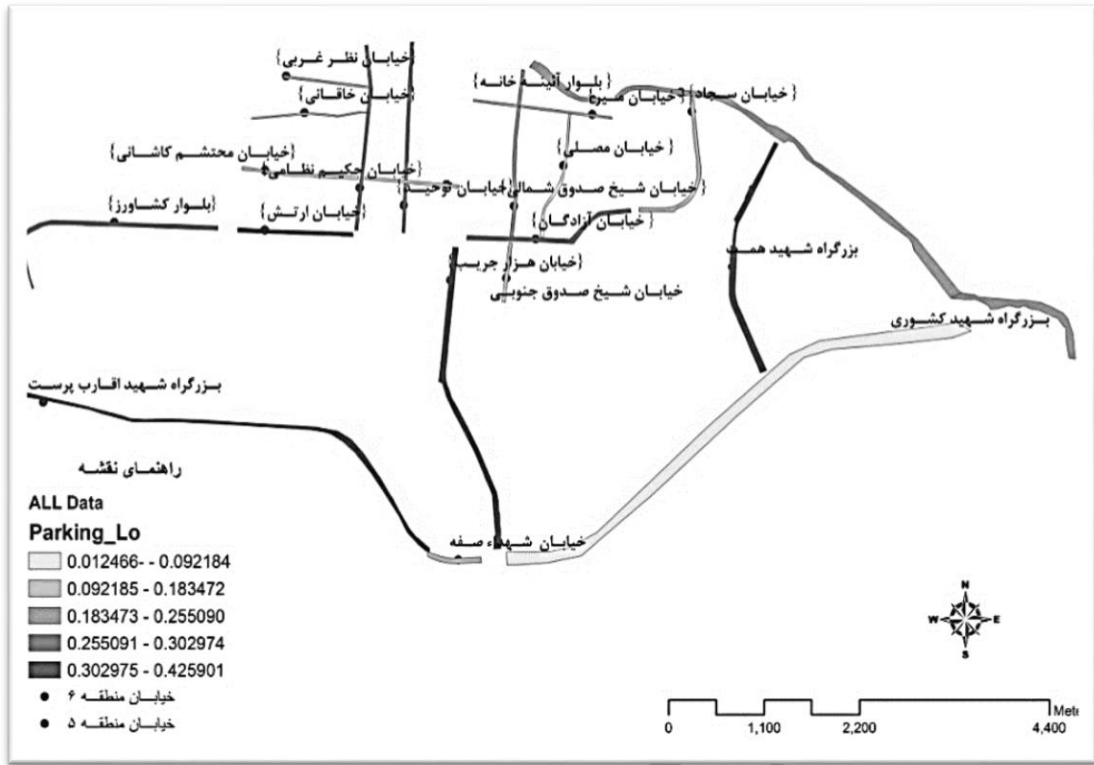 {خیابان نظر غربی}
{بلوار آئینه خانه}
{خیابان سجاد}
{خیابان خاقانی}
{خیابان میر}
{خیابان مصلی}
{خیابان محتشم کاشانی}
{خیابان حکیم نظامی}
{خیابان توحید}
{خیابان شیخ صدوق شمالی}
{بلوار کشاورز}
{خیابان ارتش}
{خیابان آزادگان}
{خیابان هزار جریب}
بزرگراه شهید همت
خیابان شیخ صدوق جنوبی
بزرگراه شهید کشوری
بزرگراه شهید اقارب پرست
خیابان شهداء صفه
راهنمای نقشه
ALL Data
Parking_Lo
0.012466- - 0.092184
0.092185 - 0.183472
0.183473 - 0.255090
0.255091 - 0.302974
0.302975 - 0.425901
خیابان منطقه ۶
خیابان منطقه ۵
N
W E
S
Mete
0 1,100 2,200 4,400